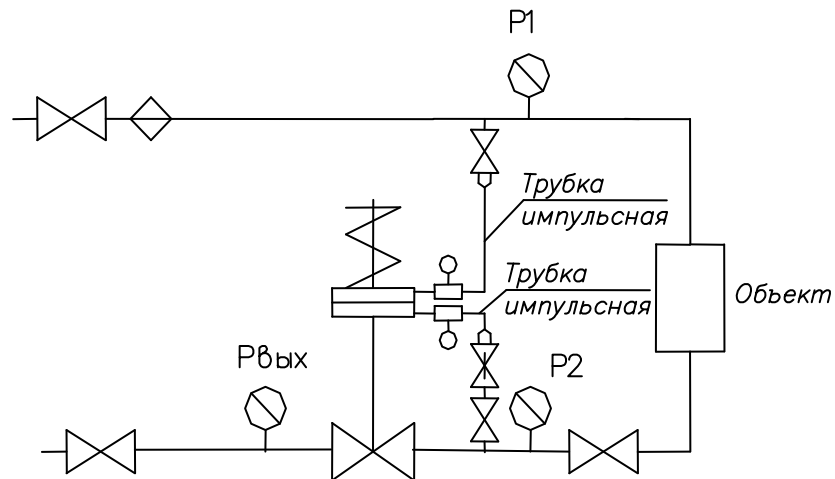 P1
Трубка
импульсная
Трубка
импульсная
Объект
Pвых
P2